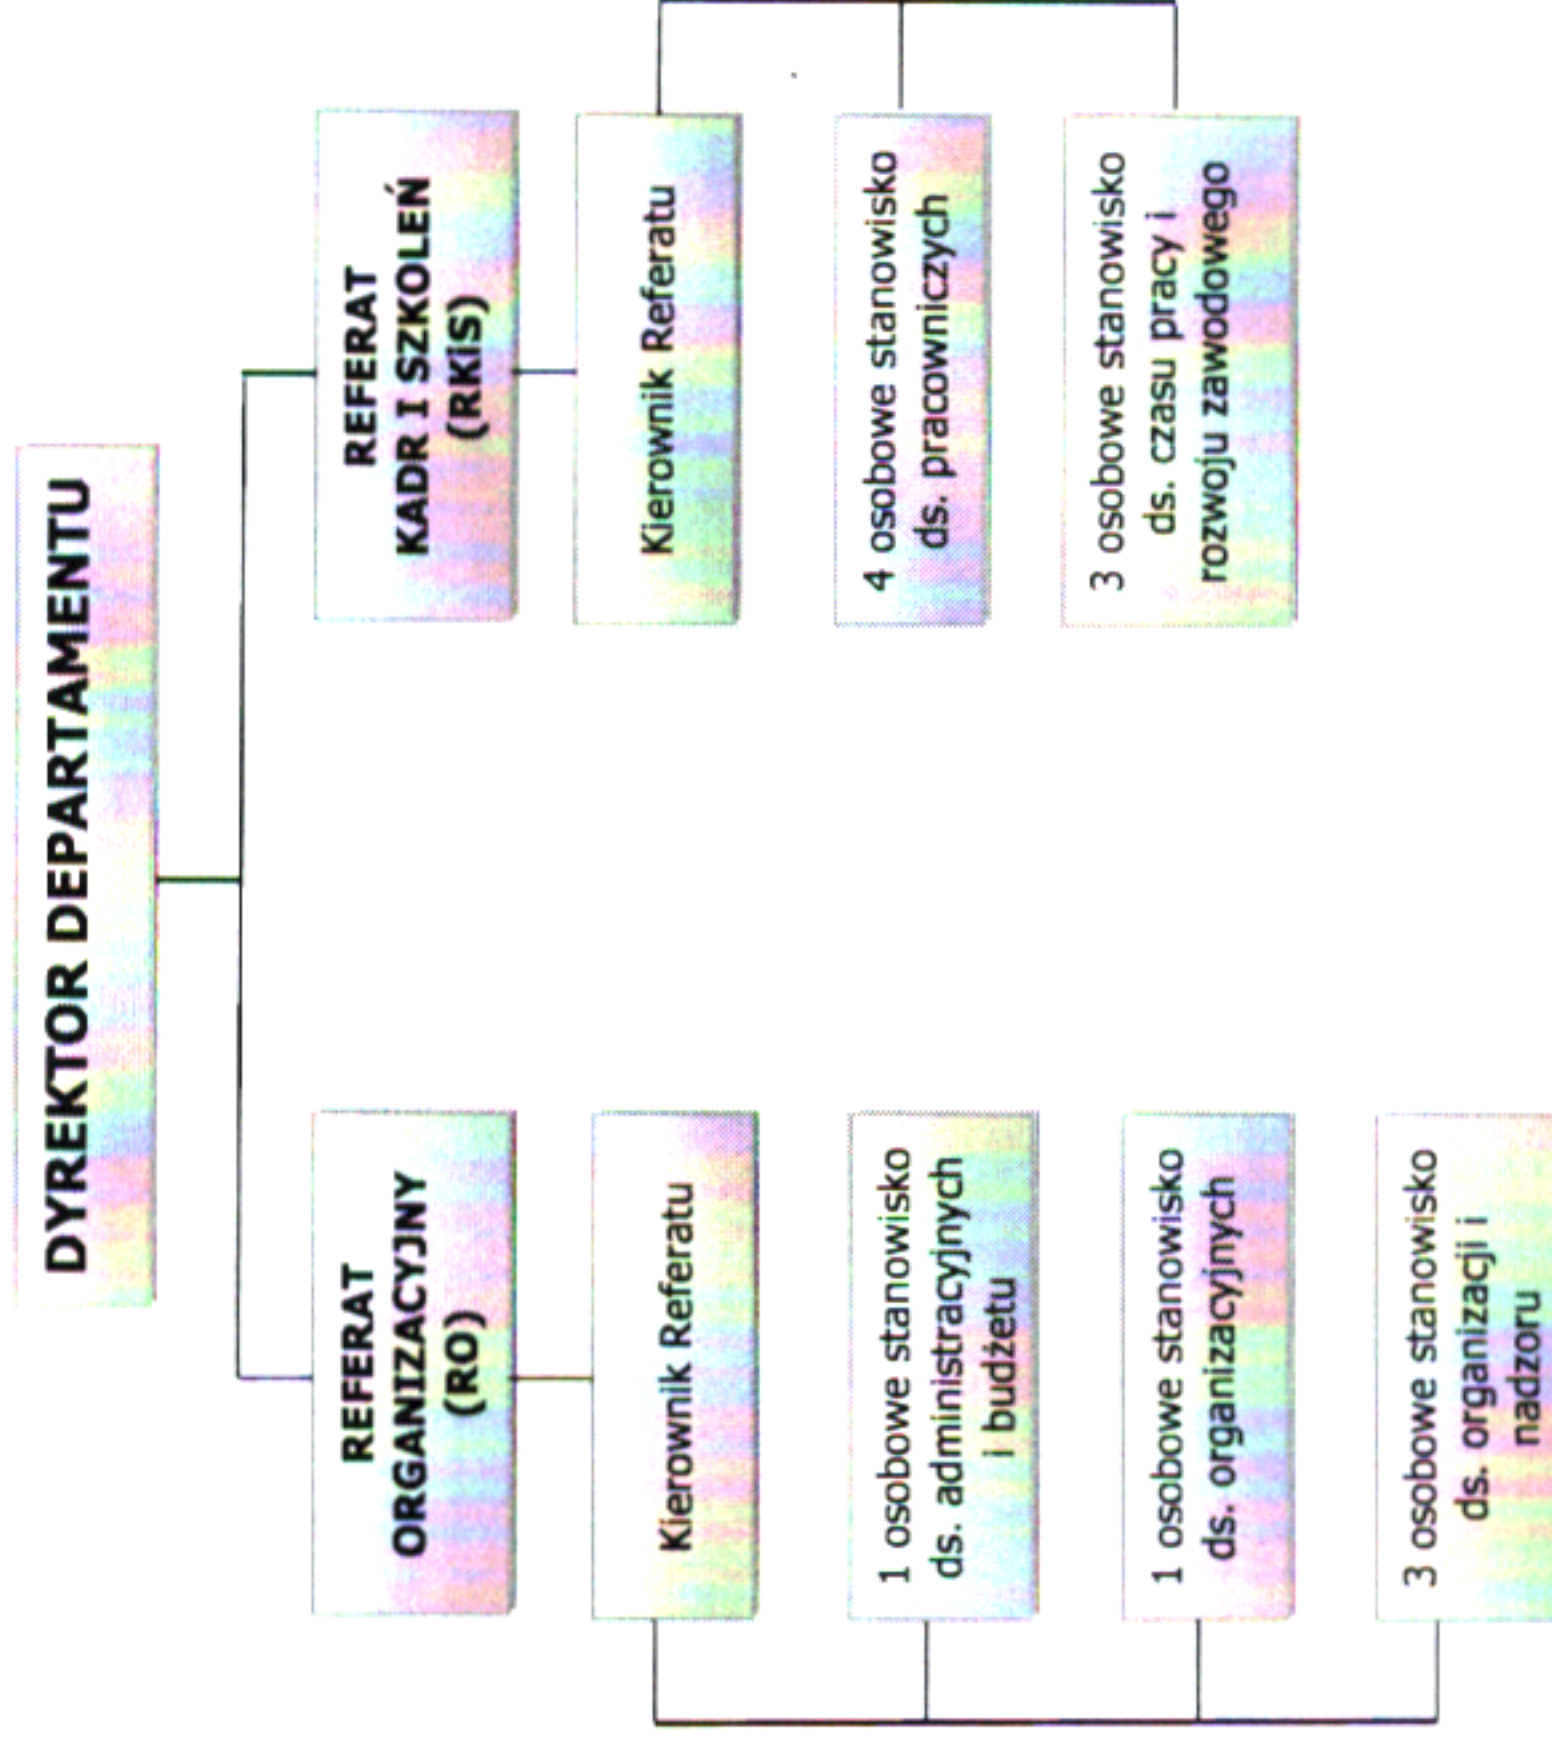 DYREKTOR DEPARTAMENTU
REFERAT
ORGANIZACYJNY
(RO)
Kierownik Referatu
1 osobowe stanowisko
ds. administracyjnych
i budżetu
1 osobowe stanowisko
ds. organizacyjnych
3 osobowe stanowisko
ds. organizacji i
nadzoru
REFERAT
KADR I SZKOLEŃ
(RKiS)
Kierownik Referatu
4 osobowe stanowisko
ds. pracowniczych
3 osobowe stanowisko
ds. czasu pracy i
rozwoju zawodowego